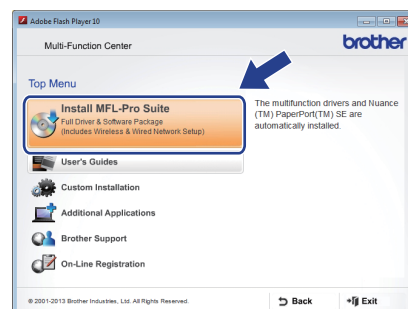 Adobe Flash Player 10
Multi-Function Center
brother
Top Menu
Install MFL-Pro Suite
Full Driver & Software Package
(Includes Wireless & Wired Network Setup)
The multifunction drivers and Nuance
(TM) PaperPort(TM) SE are
automatically installed.
User's Guides
Custom Installation
Additional Applications
Brother Support
On-Line Registration
© 2001-2013 Brother Industries, Ltd. All Rights Reserved.
Back
Exit